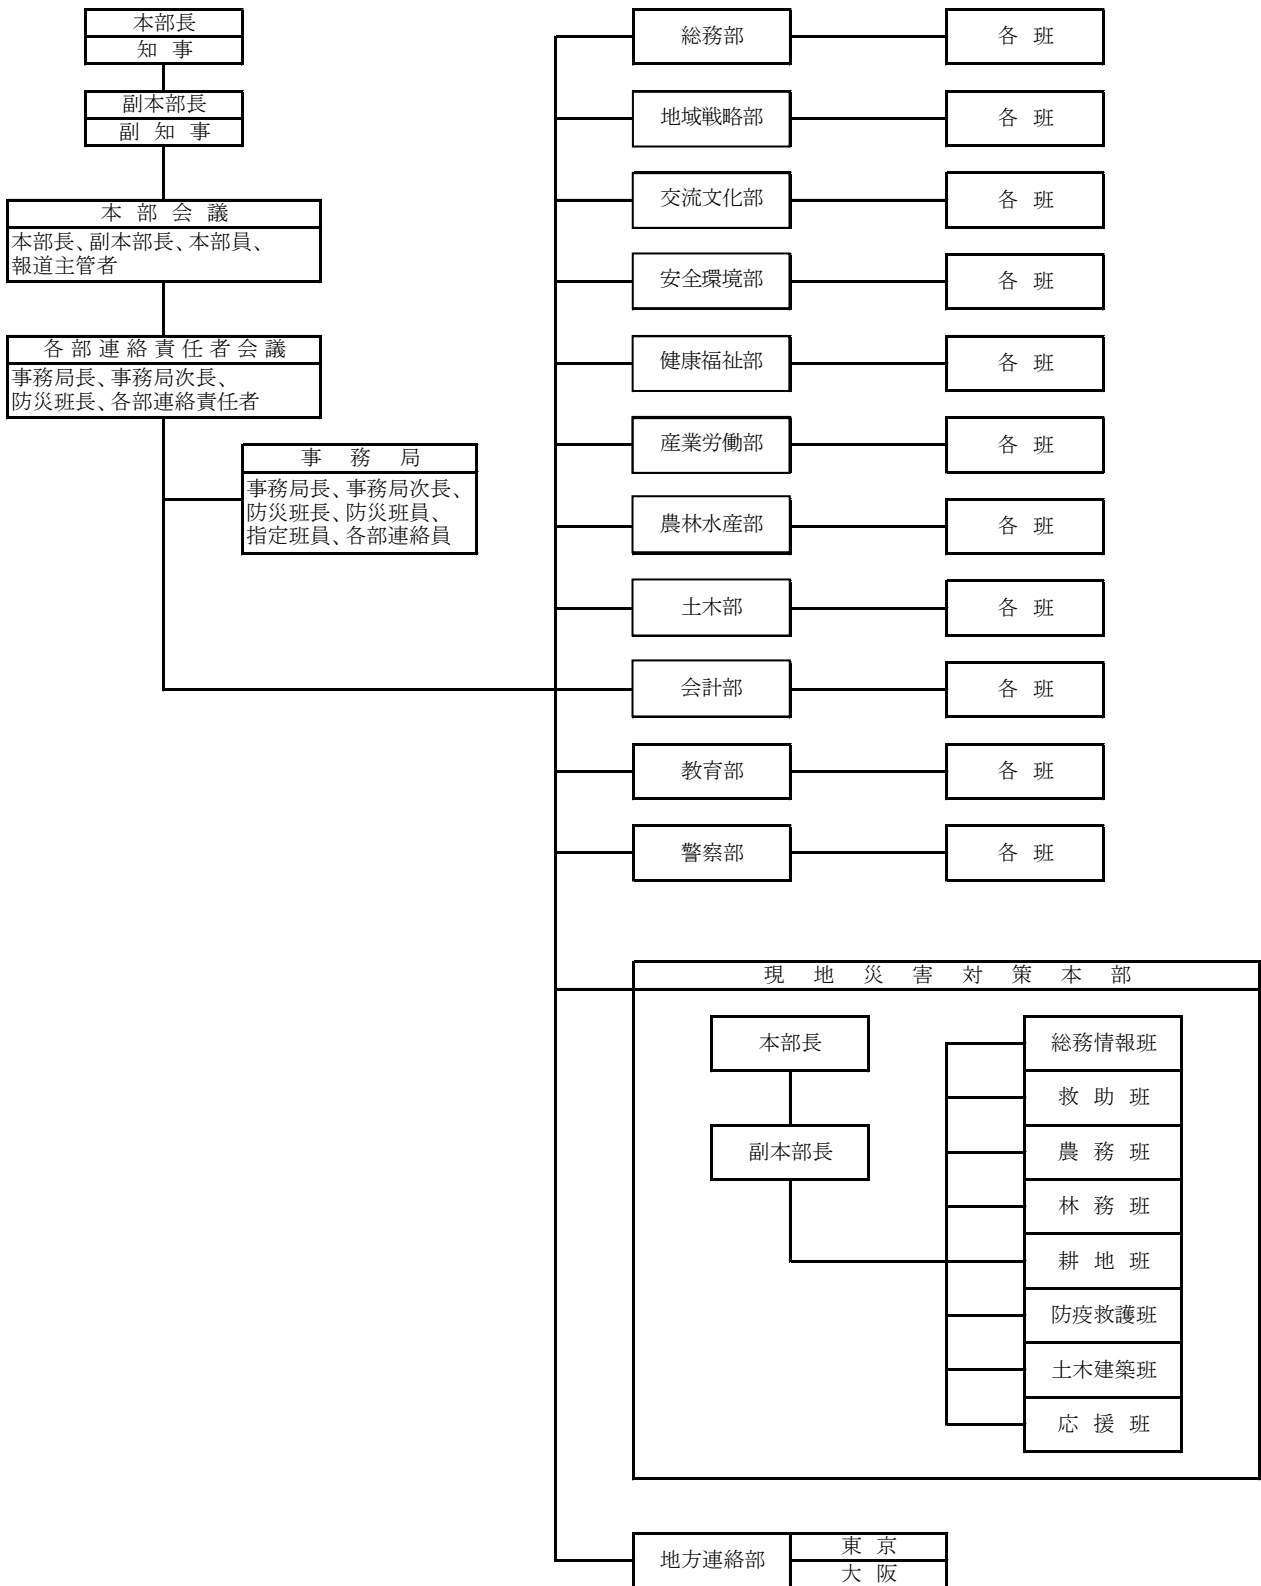 本部長
知 事
副本部長
副 知 事
本 部 会 議
本部長、副本部長、本部員、
報道主管者
各 部 連 絡 責 任 者 会 議
事務局長、事務局次長、
防災班長、各部連絡責任者
事 務 局
事務局長、事務局次長、
防災班長、防災班員、
指定班員、各部連絡員
総務部
各 班
地域戦略部
各 班
交流文化部
各 班
安全環境部
各 班
健康福祉部
各 班
産業労働部
各 班
農林水産部
各 班
土木部
各 班
会計部
各 班
教育部
各 班
警察部
各 班
現 地 災 害 対 策 本 部
本部長
副本部長
総務情報班
救 助 班
農 務 班
林 務 班
耕 地 班
防疫救護班
土木建築班
応 援 班
地方連絡部
東 京
大 阪